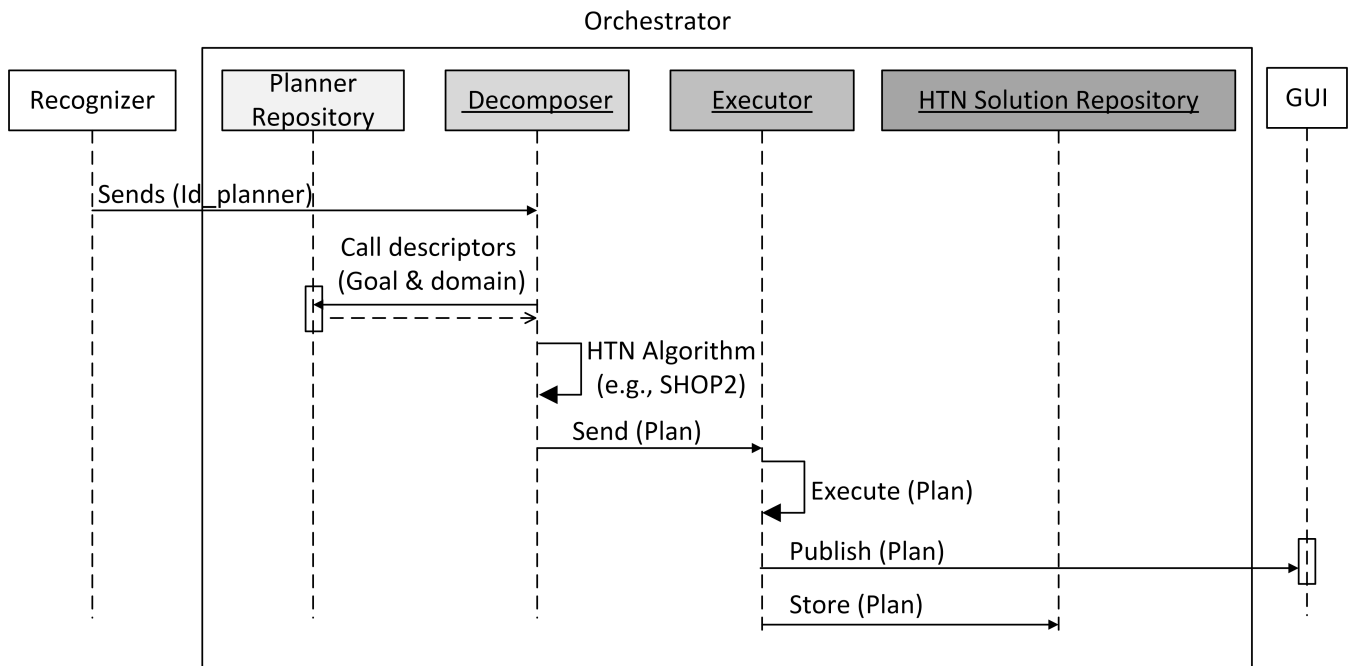 Orchestrator
Recognizer
Planner
Repository
Decomposer
Executor
HTN Solution Repository
GUI
Sends (Id_planner)
Call descriptors
(Goal & domain)
HTN Algorithm
(e.g., SHOP2)
Send (Plan)
Execute (Plan)
Publish (Plan)
Store (Plan)